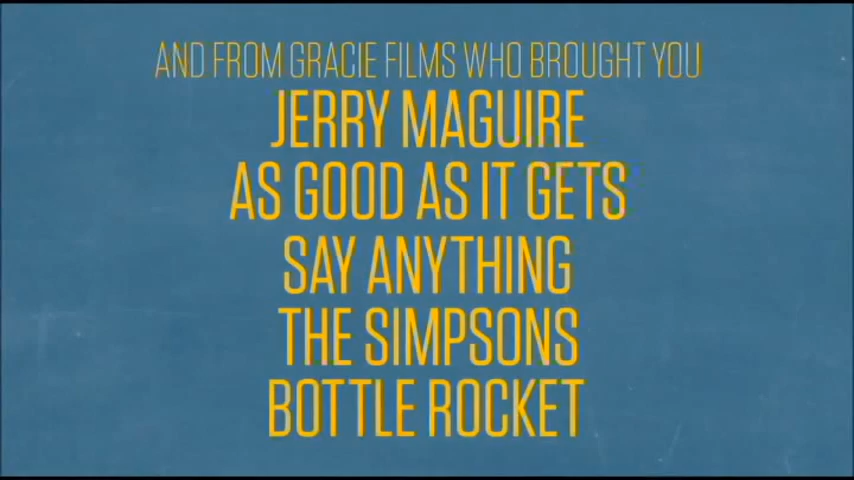 AND FROM GRACIE FILMS WHO BROUGHT YOU
JERRY MAGUIRE
AS GOOD AS IT GETS
SAY ANYTHING
THE SIMPSONS
BOTTLE ROCKET